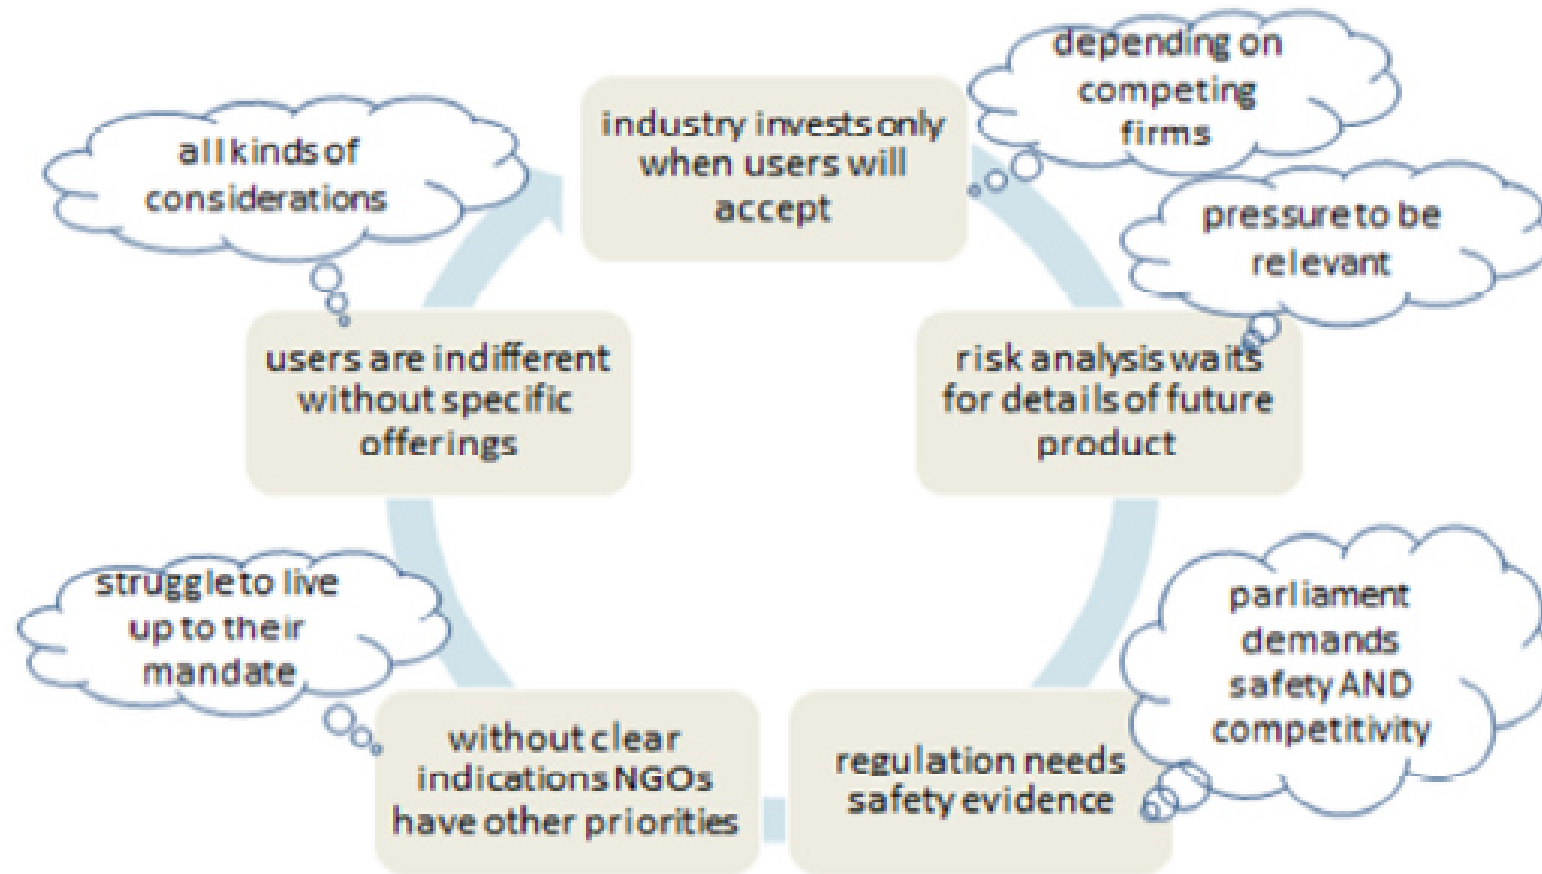 depending on
competing
firms
industry invests only
when users will
accept
all kinds of
considerations
pressure to be
relevant
users are indifferent
without specific
offerings
risk analysis waits
for details of future
product
struggle to live
up to their
mandate
parliament
demands
safety AND
competitivity
without clear
indications NGOs
have other priorities
regulation needs
safety evidence